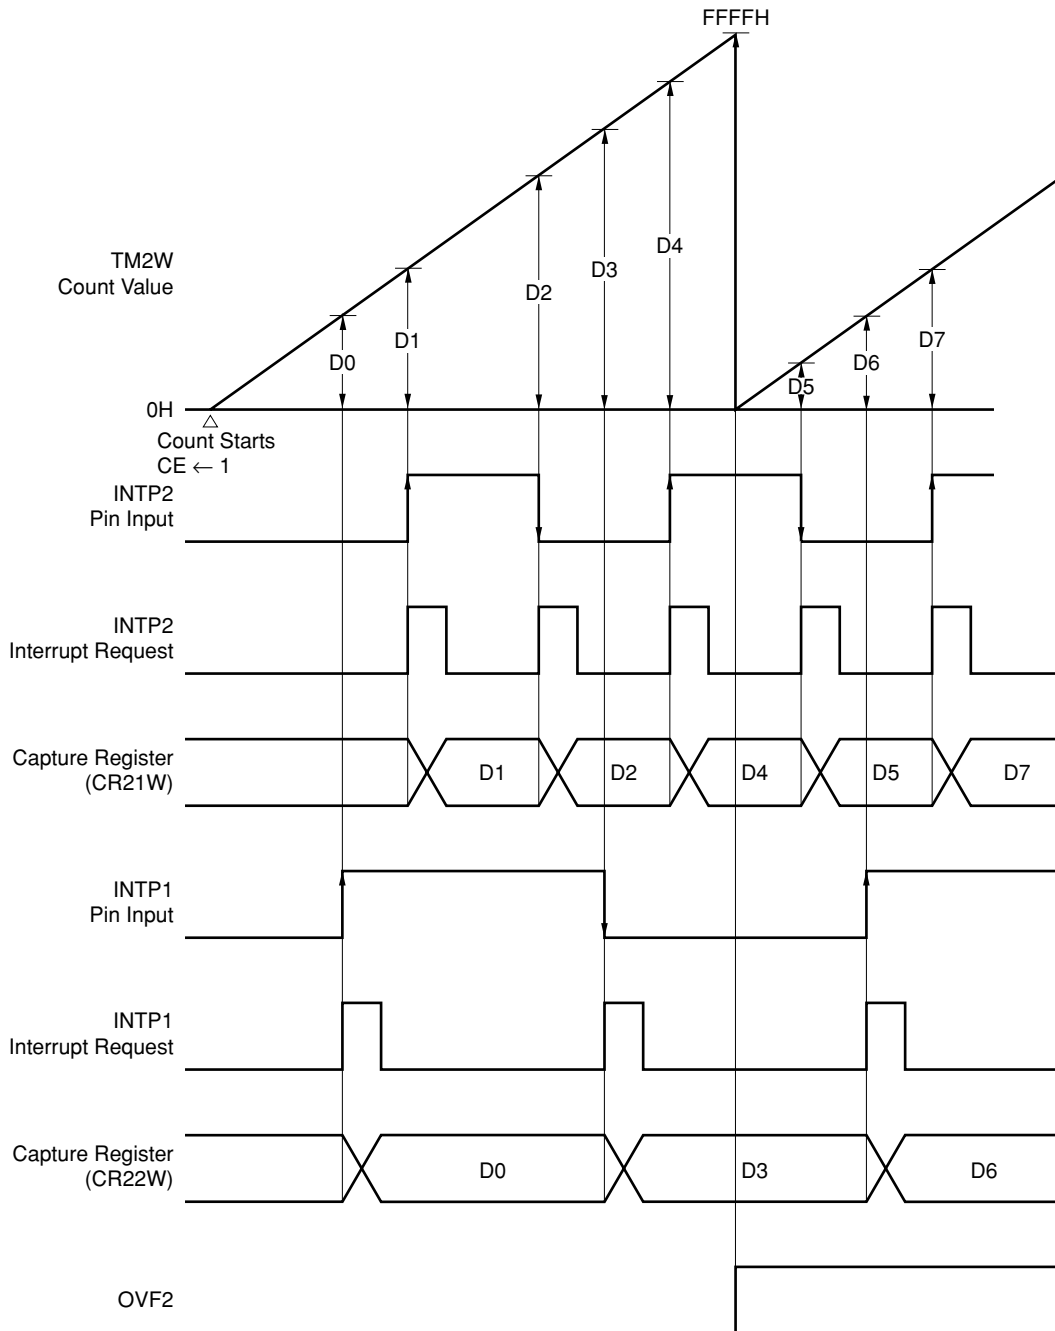 FFFFH
TM2W
Count Value
D0
D1
D2
D3
D4
D5
D6
D7
0H
△
Count Starts
CE ← 1
INTP2
Pin Input
INTP2
Interrupt Request
Capture Register
(CR21W)
D1
D2
D4
D5
D7
INTP1
Pin Input
INTP1
Interrupt Request
Capture Register
(CR22W)
D0
D3
D6
OVF2